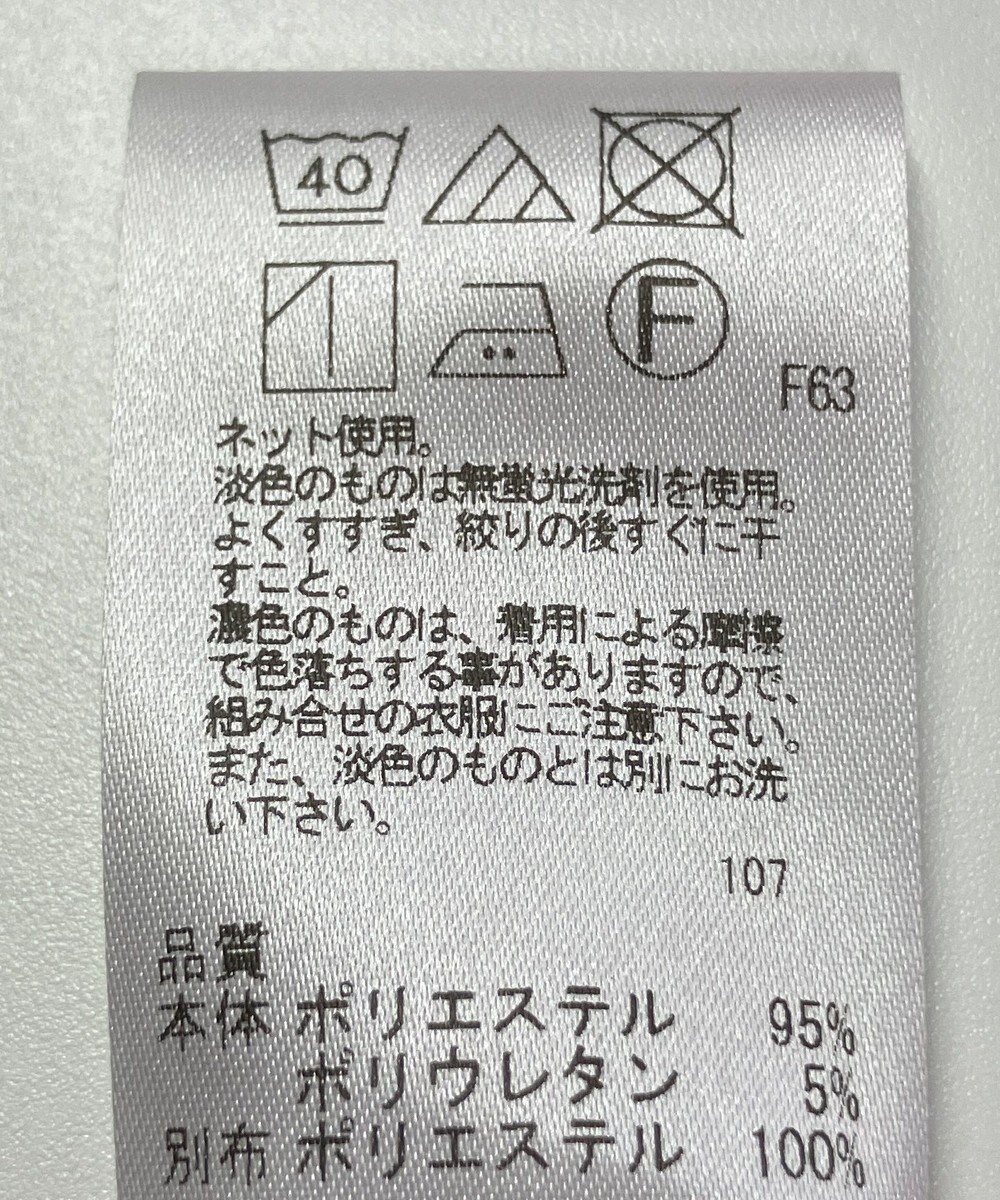 40
F
F63
ネット使用。
淡色のものは無蛍光洗剤を使用。
よくすすぎ、絞りの後すぐに干
すこと。
濃色のものは、着用による摩擦
で色落ちする事がありますので、
組み合せの衣服にご注意下さい。
また、淡色のものとは別にお洗
い下さい。
107
品質
本体 ポリエステル 95%
ポリウレタン 5%
別布 ポリエステル 100%